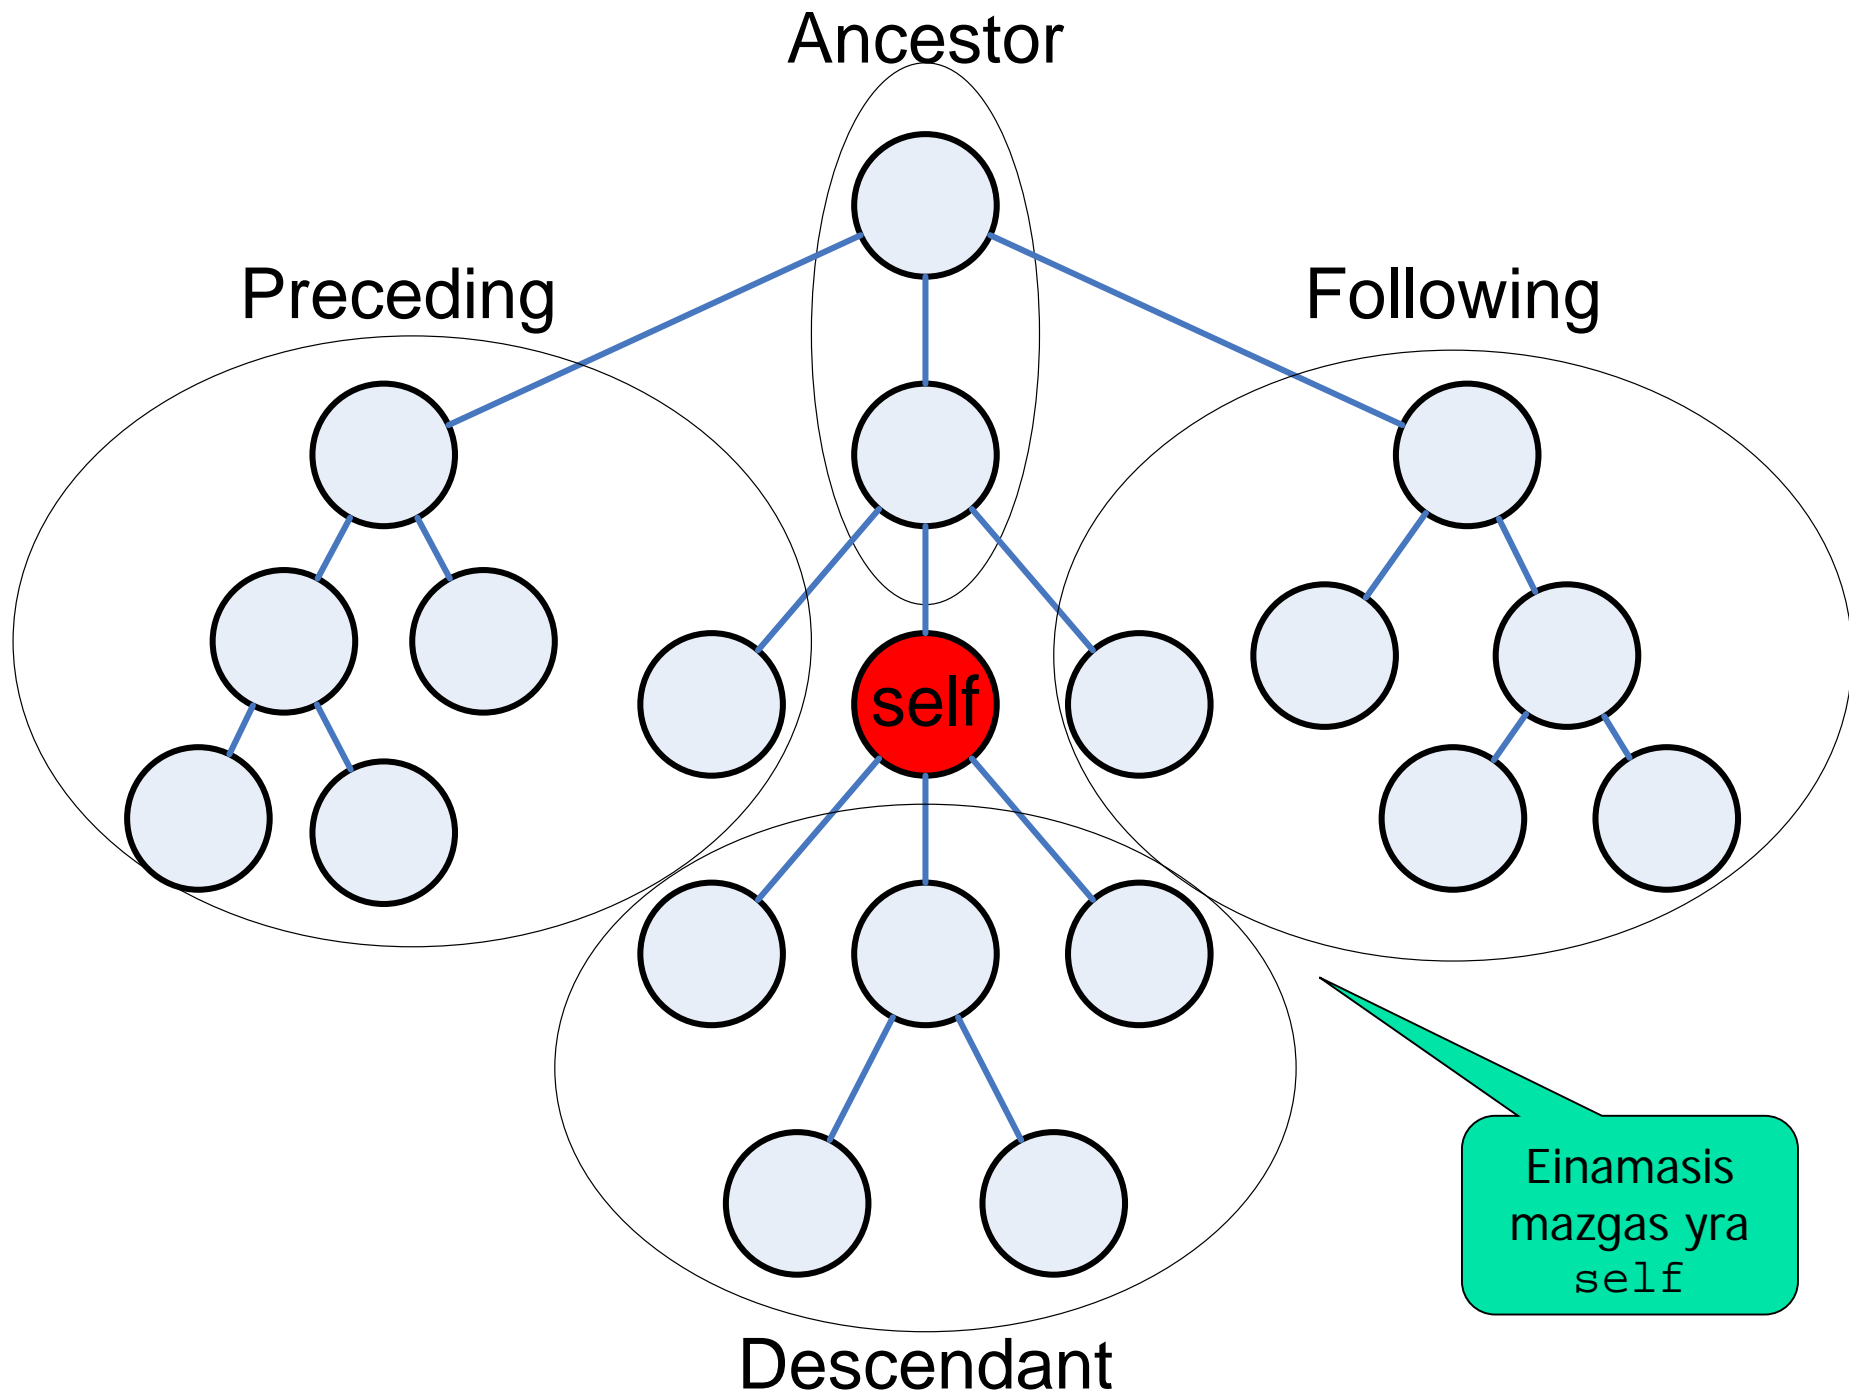 Ancestor
Preceding
Following
self
Einamasis
mazgas yra
self
Descendant